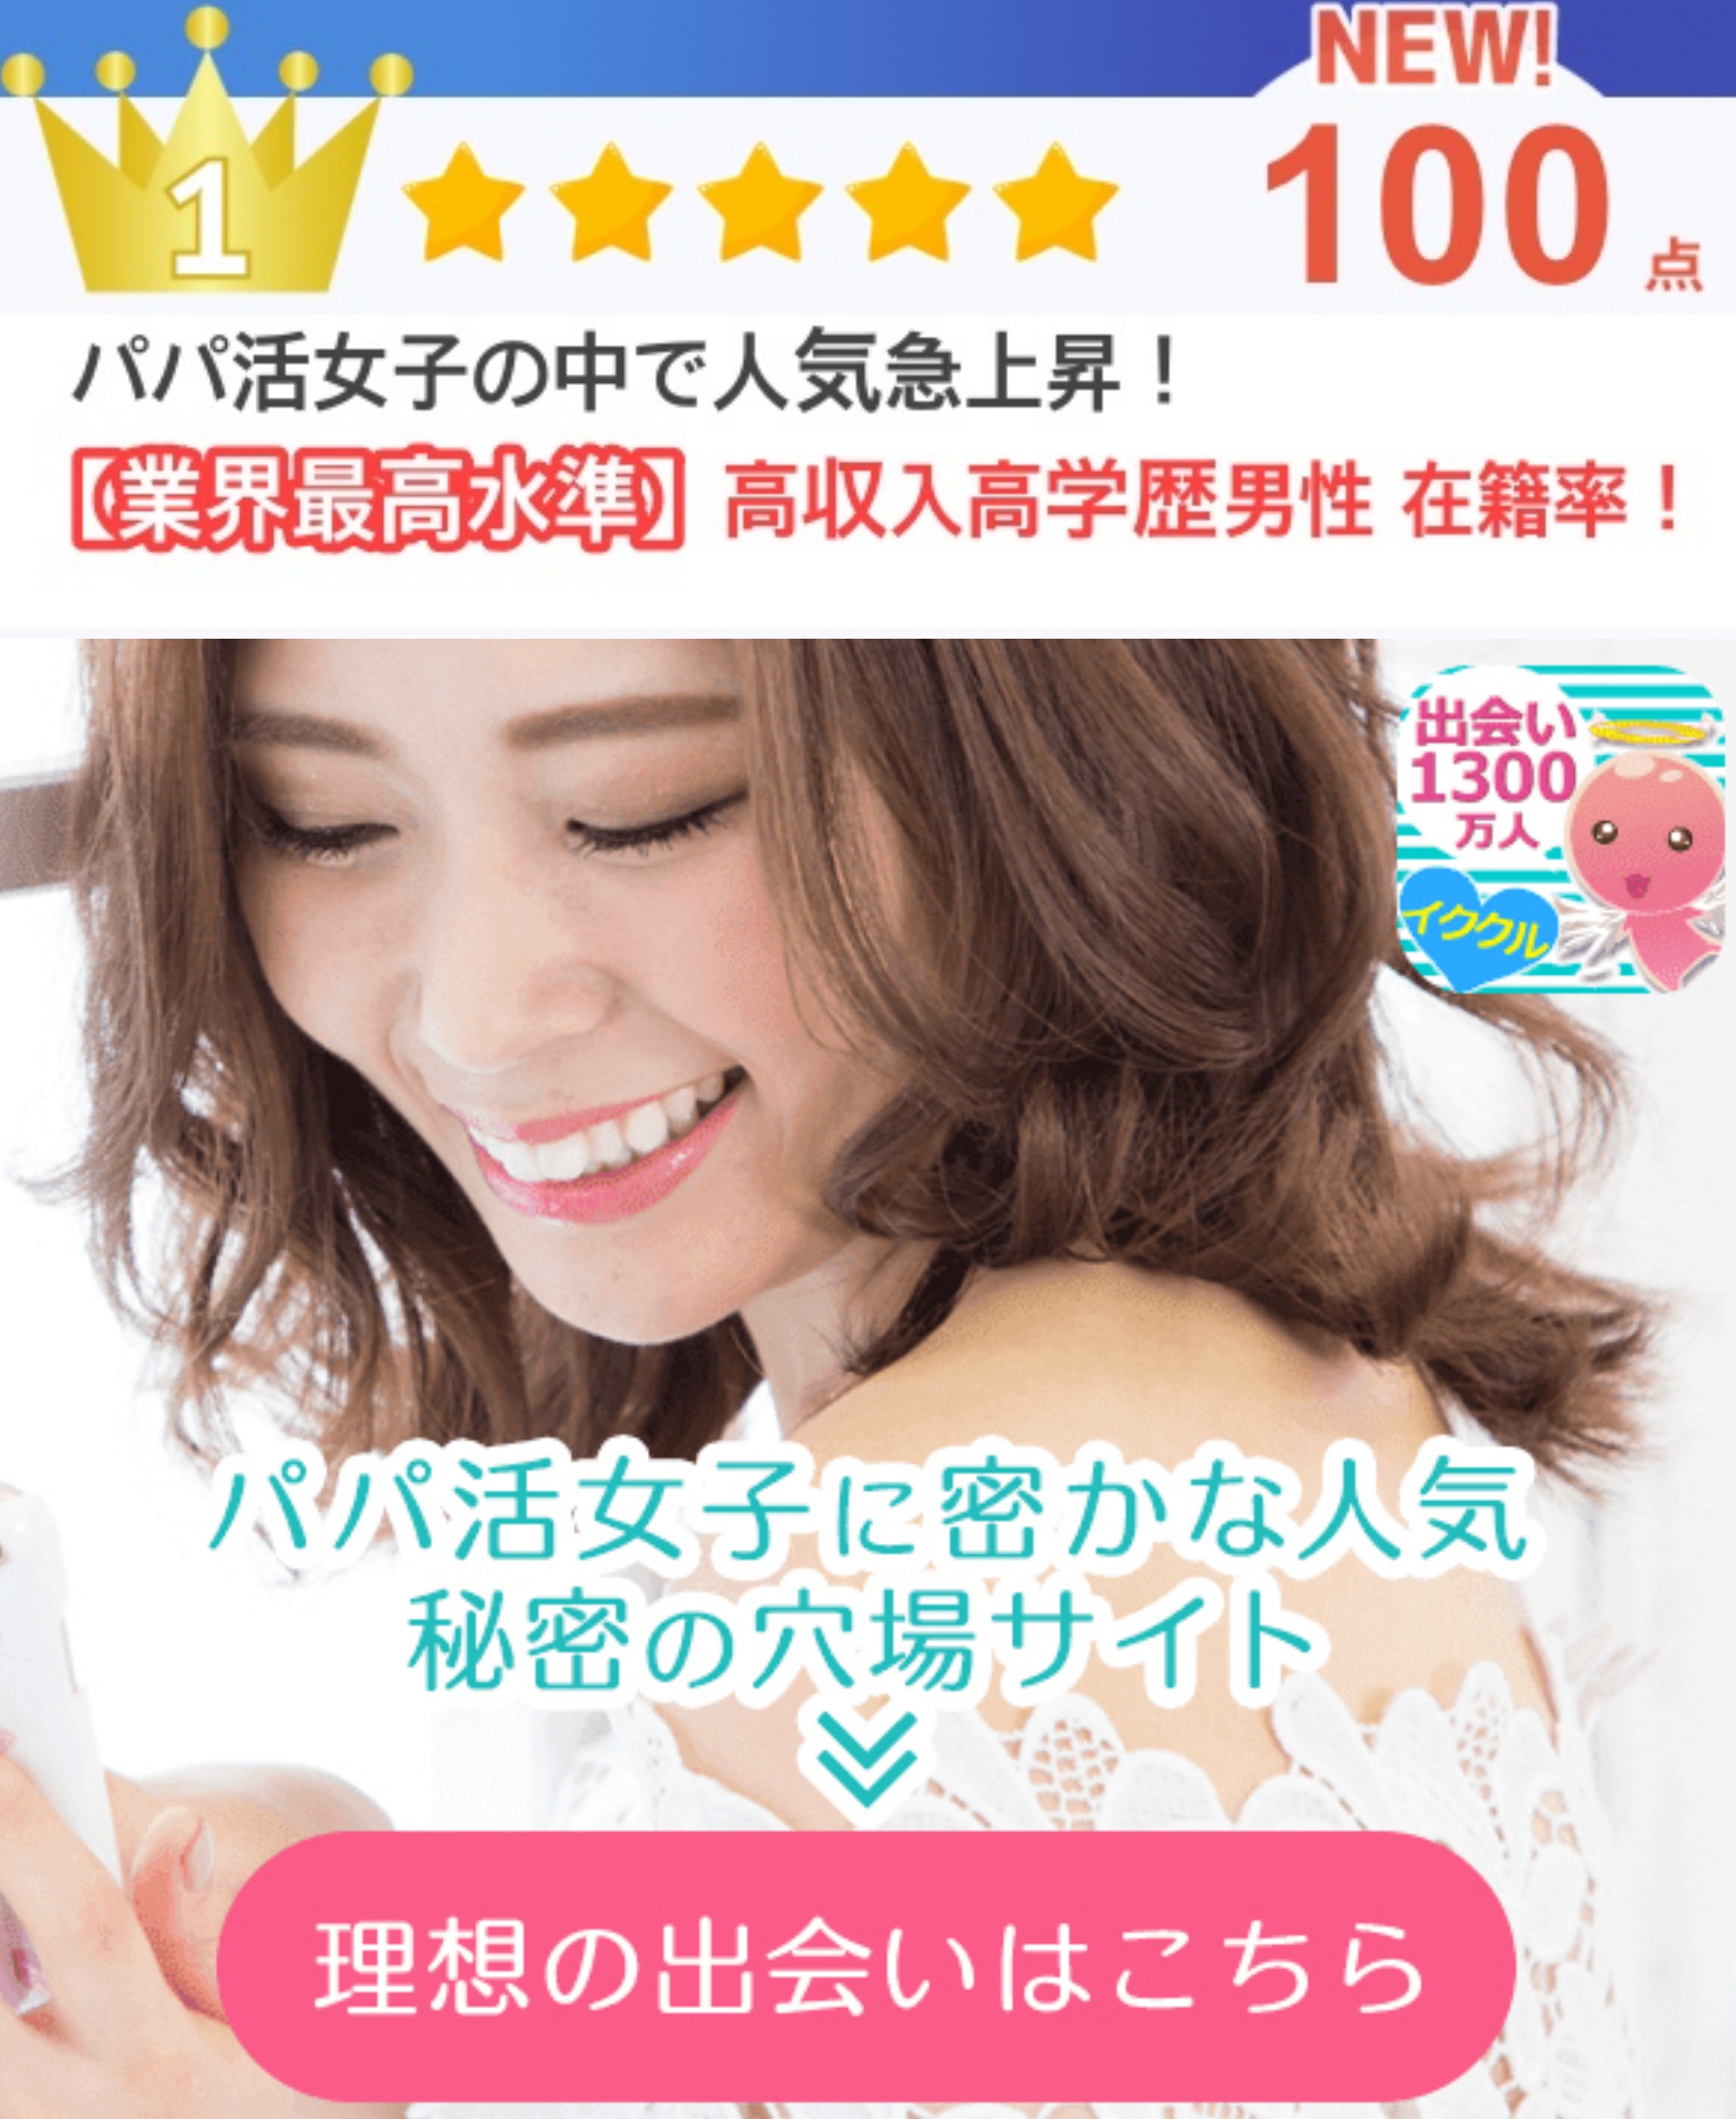 NEW!
1
100点
パパ活女子の中で人気急上昇！
【業界最高水準】高収入高学歴男性 在籍率！
出会い
1300
万人
イククル
パパ活女子に密かな人気
秘密の穴場サイト
理想の出会いはこちら